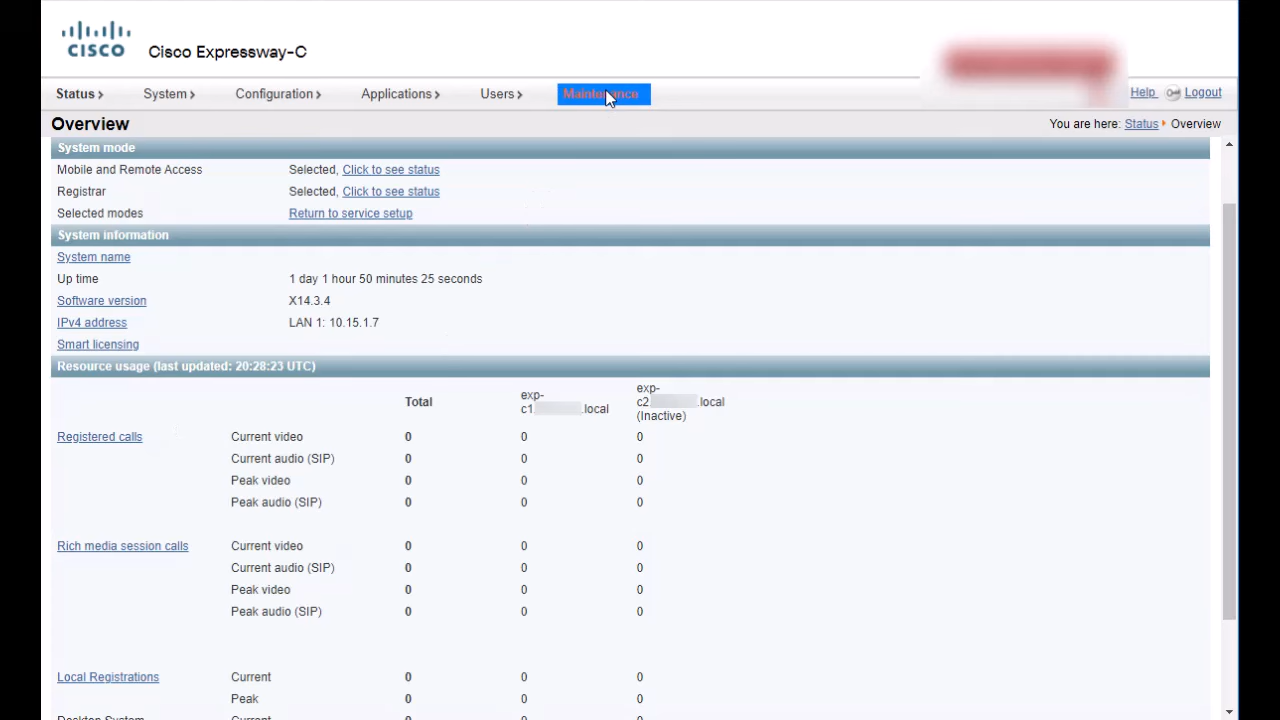 CISCO
Cisco Expressway-C
Status > System > Configuration > Applications > Users > Maintenance
Help Logout
Overview
You are here: Status Overview
System mode
Mobile and Remote Access Selected, Click to see status
Registrar Selected, Click to see status
Selected modes Return to service setup
System information
System name
Up time 1 day 1 hour 50 minutes 25 seconds
Software version X14.3.4
IPv4 address LAN 1: 10.15.1.7
Smart licensing
Resource usage (last updated: 20:28:23 UTC)
Total
exp-
c1 .local
exp-
c2 .local
(Inactive)
Registered calls Current video 0 0 0
Current audio (SIP) 0 0 0
Peak video 0 0 0
Peak audio (SIP) 0 0 0
Rich media session calls Current video 0 0 0
Current audio (SIP) 0 0 0
Peak video 0 0 0
Peak audio (SIP) 0 0 0
Local Registrations Current 0 0 0
Peak 0 0 0
Desktop System Current 0 0 0